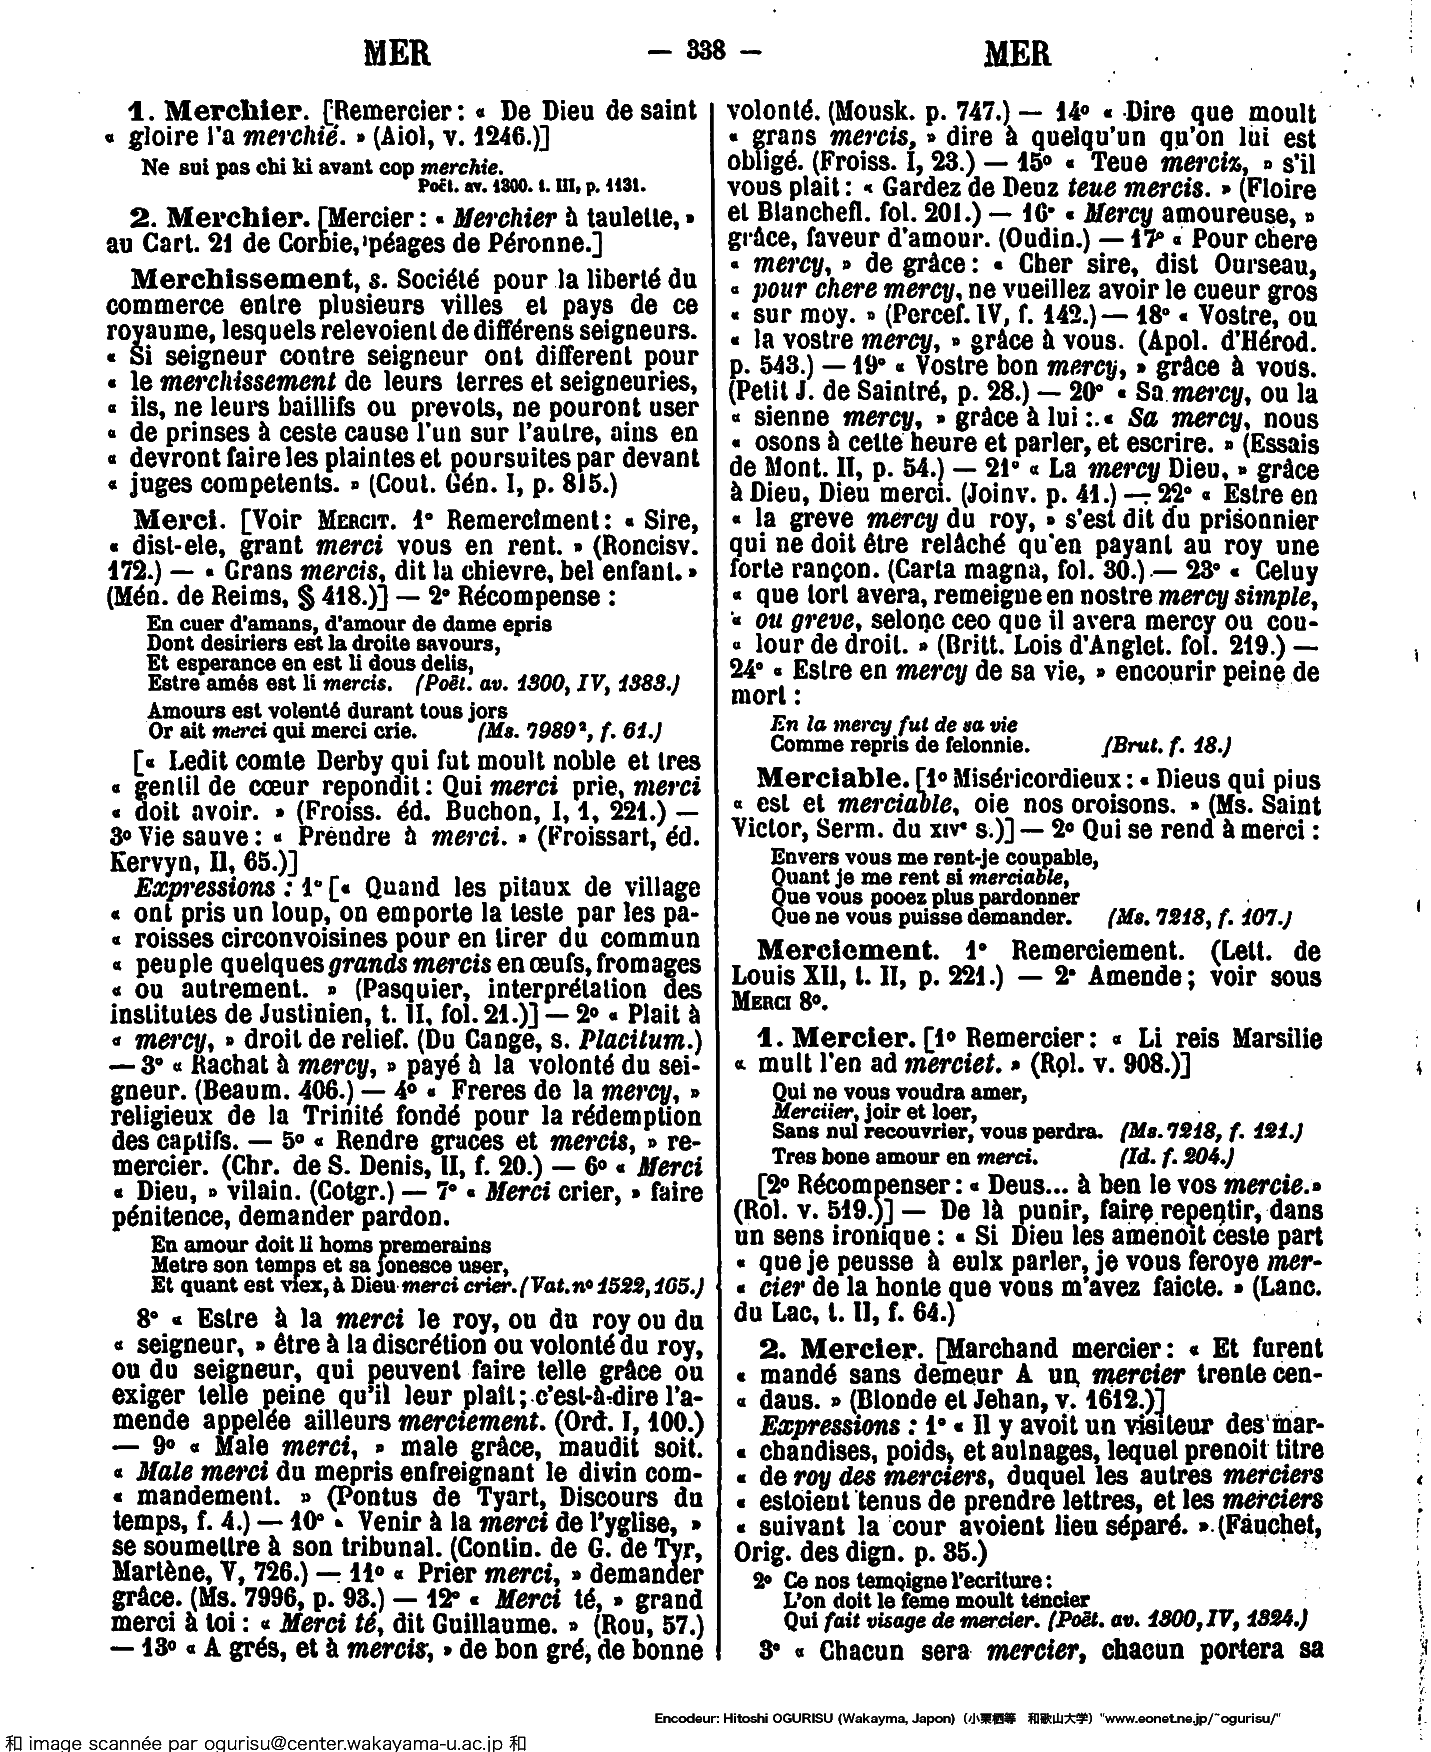 MER — 338 — MER
1. Merchier. [Remercier : « De Dieu de saint
« gloire l'a merchié. » (Aiol, v. 1246.)]
Ne sui pas chi ki avant cop merchie.
Poët. av. 1300. t. III, p. 1131.
2. Merchier. [Mercier : « Merchier à taulette, »
au Cart. 21 de Corbie, péages de Péronne.]
Merchissement, s. Société pour la liberté du
commerce entre plusieurs villes et pays de ce
royaume, lesquels relevoient de différens seigneurs.
« Si seigneur contre seigneur ont different pour
« le merchissement de leurs terres et seigneuries,
« ils, ne leurs baillifs ou prevots, ne pouront user
« de prinses à ceste cause l'un sur l'autre, ains en
« devront faire les plaintes et poursuites par devant
« juges competents. » (Cout. Gén. I, p. 815.)
Merci. [Voir MERCIT. 1° Remerciment : « Sire,
« dist-ele, grant merci vous en rent. » (Roncisv.
172.) — « Grans mercis, dit la chievre, bel enfant. »
(Mén. de Reims, § 418.)] — 2° Récompense :
En cuer d'amans, d'amour de dame epris
Dont desiriers est la droite savours,
Et esperance en est li dous delis,
Estre amés est li mercis. (Poët. av. 1300, IV, 1383.)
Amours est volenté durant tous jors
Or ait merci qui merci crie. (Ms. 7989², f. 61.)
[« Ledit comte Derby qui fut moult noble et tres
« gentil de cœur repondit : Qui merci prie, merci
« doit avoir. » (Froiss. éd. Buchon, I, 1, 221.) —
3° Vie sauve : « Prendre à merci. » (Froissart, éd.
Kervyn, II, 65.)]
Expressions : 1° [« Quand les pitaux de village
« ont pris un loup, on emporte la teste par les pa-
« roisses circonvoisines pour en tirer du commun
« peuple quelques grands mercis en œufs, fromages
« ou autrement. » (Pasquier, interprétation des
institutes de Justinien, t. II, fol. 21.)] — 2° « Plait à
« mercy, » droit de relief. (Du Cange, s. Placitum.)
— 3° « Rachat à mercy, » payé à la volonté du sei-
gneur. (Beaum. 406.) — 4° « Freres de la mercy, »
religieux de la Trinité fondé pour la rédemption
des captifs. — 5° « Rendre graces et mercis, » re-
mercier. (Chr. de S. Denis, II, f. 20.) — 6° « Merci
« Dieu, » vilain. (Cotgr.) — 7° « Merci crier, » faire
pénitence, demander pardon.
En amour doit li homs premerains
Metre son temps et sa jonesce user,
Et quant est viex, à Dieu merci crier. (Vat. n° 1522, 165.)
8° « Estre à la merci le roy, ou du roy ou du
« seigneur, » être à la discrétion ou volonté du roy,
ou du seigneur, qui peuvent faire telle grâce ou
exiger telle peine qu'il leur plaît ; c'est-à-dire l'a-
mende appelée ailleurs merciement. (Ord. I, 100.)
— 9° « Male merci, » male grâce, maudit soit.
« Male merci du mepris enfreignant le divin com-
« mandement. » (Pontus de Tyart, Discours du
temps, f. 4.) — 10° « Venir à la merci de l'yglise, »
se soumettre à son tribunal. (Contin. de G. de Tyr,
Martène, V, 726.) — 11° « Prier merci, » demander
grâce. (Ms. 7996, p. 93.) — 12° « Merci té, » grand
merci à toi : « Merci té, dit Guillaume. » (Rou, 57.)
— 13° « A grés, et à mercis, » de bon gré, de bonne
volonté. (Mousk. p. 747.) — 14° « Dire que moult
« grans mercis, » dire à quelqu'un qu'on lui est
obligé. (Froiss. I, 23.) — 15° « Teue merciz, » s'il
vous plait : « Gardez de Deuz teue mercis. » (Floire
et Blanchefl. fol. 201.) — 16° « Mercy amoureuse, »
grâce, faveur d'amour. (Oudin.) — 17° « Pour chere
« mercy, » de grâce : « Cher sire, dist Ourseau,
« pour chere mercy, ne vueillez avoir le cueur gros
« sur moy. » (Percef. IV, f. 142.) — 18° « Vostre, ou
« la vostre mercy, » grâce à vous. (Apol. d'Hérod.
p. 543.) — 19° « Vostre bon mercy, » grâce à vous.
(Petit J. de Saintré, p. 28.) — 20° « Sa mercy, ou la
« sienne mercy, » grâce à lui : « Sa mercy, nous
« osons à cette heure et parler, et escrire. » (Essais
de Mont. II, p. 54.) — 21° « La mercy Dieu, » grâce
à Dieu, Dieu merci. (Joinv. p. 41.) — 22° « Estre en
« la greve mercy du roy, » s'est dit du prisonnier
qui ne doit être relâché qu'en payant au roy une
forte rançon. (Carta magna, fol. 30.) — 23° « Celuy
« que tort avera, remeigne en nostre mercy simple,
« ou greve, selonc ceo que il avera mercy ou cou-
« lour de droit. » (Britt. Lois d'Anglet. fol. 219.) —
24° « Estre en mercy de sa vie, » encourir peine de
mort :
En la mercy fut de sa vie
Comme repris de felonnie. (Brut. f. 18.)
Merciable. [1° Miséricordieux : « Dieus qui pius
« est et merciable, oie nos oroisons. » (Ms. Saint
Victor, Serm. du XIVe s.)] — 2° Qui se rend à merci :
Envers vous me rent-je coupable,
Quant je me rent si merciable,
Que vous pooez plus pardonner
Que ne vous puisse demander. (Ms. 7218, f. 107.)
Merciement. 1° Remerciement. (Lett. de
Louis XII, t. II, p. 221.) — 2° Amende ; voir sous
MERCI 8°.
1. Mercier. [1° Remercier : « Li reis Marsilie
« mult l'en ad merciet. » (Rol. v. 908.)]
Qui ne vous voudra amer,
Merciier, joir et loer,
Sans nul recouvrier, vous perdra. (Ms. 7218, f. 121.)
Tres bone amour en merci. (Id. f. 204.)
[2° Récompenser : « Deus... à ben le vos mercie. »
(Rol. v. 519.)] — De là punir, faire repentir, dans
un sens ironique : « Si Dieu les amenoit ceste part
« que je peusse à eulx parler, je vous feroye mer-
« cier de la honte que vous m'avez faicte. » (Lanc.
du Lac, t. II, f. 64.)
2. Mercier. [Marchand mercier : « Et furent
« mandé sans demeur A un mercier trente cen-
« daus. » (Blonde et Jehan, v. 1612.)]
Expressions : 1° « Il y avoit un visiteur des mar-
« chandises, poids, et aulnages, lequel prenoit titre
« de roy des merciers, duquel les autres merciers
« estoient tenus de prendre lettres, et les merciers
« suivant la cour avoient lieu séparé. » (Fauchet,
Orig. des dign. p. 35.)
2° Ce nos temoigne l'ecriture :
L'on doit le feme moult tencier
Qui fait visage de mercier. (Poët. av. 1300, IV, 1324.)
3° « Chacun sera mercier, chacun portera sa
Encodeur: Hitoshi OGURISU (Wakayma, Japon) (小栗栖等 和歌山大学) "www.eonet.ne.jp/~ogurisu/"
和 image scannée par ogurisu@center.wakayama-u.ac.jp 和